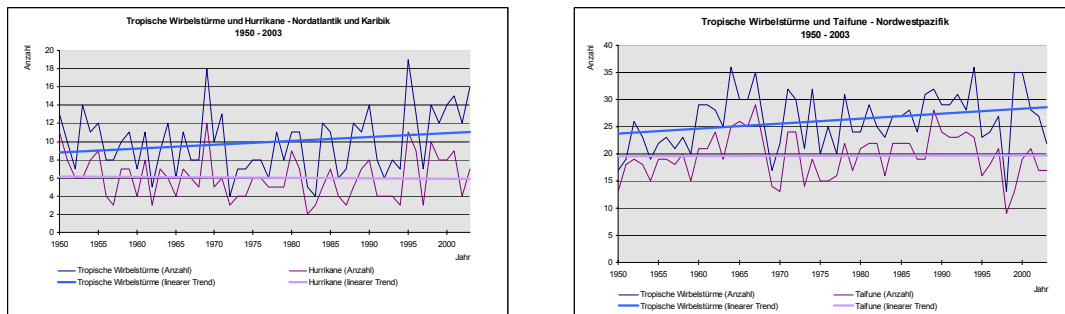 Tropische Wirbelstürme und Hurrikane - Nordatlantik und Karibik
1950 - 2003
Anzahl
20
18
16
14
12
10
8
6
4
2
0
1950 1955 1960 1965 1970 1975 1980 1985 1990 1995 2000
Jahr
Tropische Wirbelstürme (Anzahl) Hurrikane (Anzahl)
Tropische Wirbelstürme (linearer Trend) Hurrikane (linearer Trend)
Tropische Wirbelstürme und Taifune - Nordwestpazifik
1950 - 2003
Anzahl
40
35
30
25
20
15
10
5
0
1950 1955 1960 1965 1970 1975 1980 1985 1990 1995 2000
Jahr
Tropische Wirbelstürme (Anzahl) Taifune (Anzahl)
Tropische Wirbelstürme (linearer Trend) Taifune (linearer Trend)